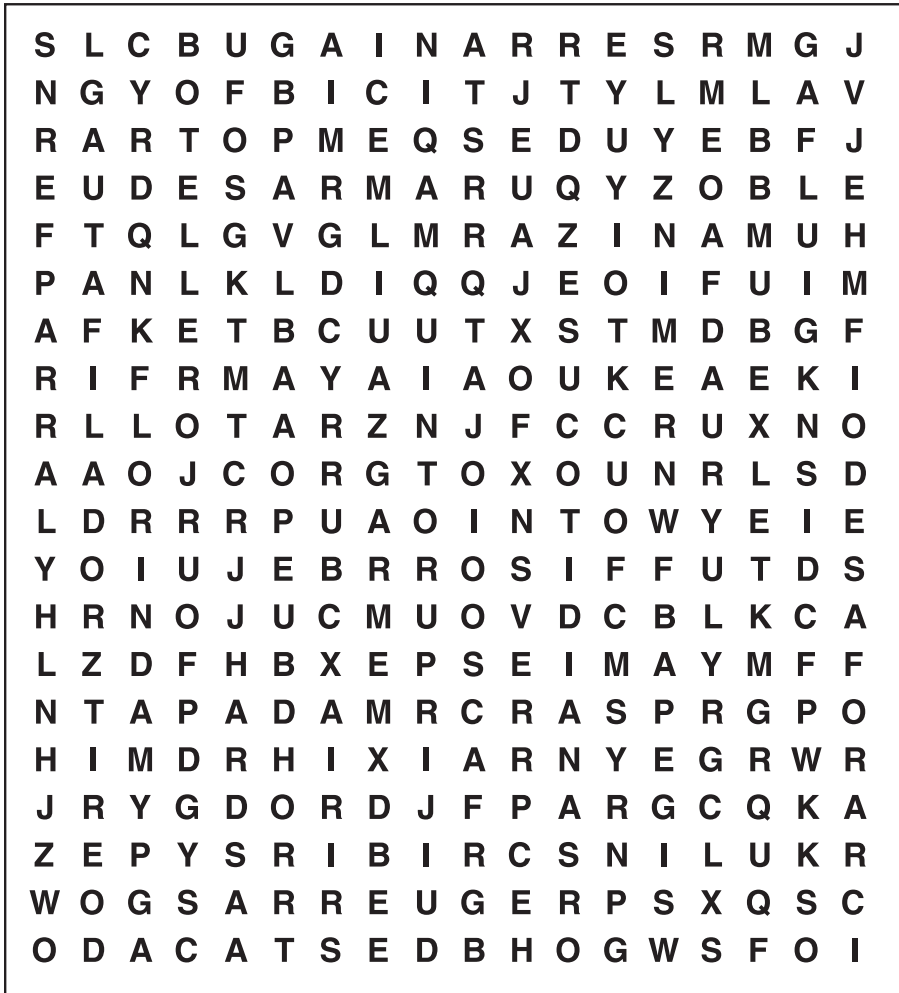 S L C B U G A I N A R R E S R M G J
N G Y O F B I C I T J T Y L M L A V
R A R T O P M E Q S E D U Y E B F J
E U D E S A R M A R U Q Y Z O B L E
F T Q L G V G L M R A Z I N A M U H
P A N L K L D I Q Q J E O I F U I M
A F K E T B C U U T X S T M D B G F
R I F R M A Y A I A O U K E A E K I
R L L O T A R Z N J F C C R U X N O
A A O J C O R G T O X O U N R L S D
L D R R R P U A O I N T O W Y E I E
Y O I U J E B R R O S I F F U T D S
H R N O J U C M U O V D C B L K C A
L Z D F H B X E P S E I M A Y M F F
N T A P A D A M R C R A S P R G P O
H I M D R H I X I A R N Y E G R W R
J R Y G D O R D J F P A R G C Q K A
Z E P Y S R I B I R C S N I L U K R
W O G S A R R E U G E R P S X Q S C
O D A C A T S E D B H O G W S F O I